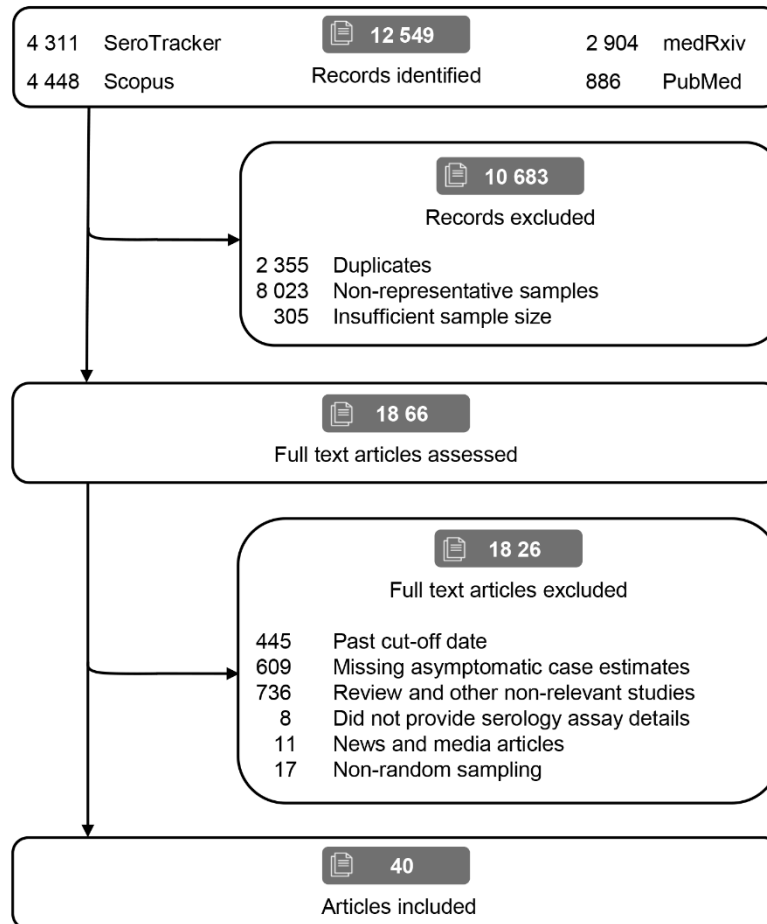 4 311 SeroTracker 12 549 2 904 medRxiv
4 448 Scopus Records identified 886 PubMed
10 683
Records excluded
2 355 Duplicates
8 023 Non-representative samples
305 Insufficient sample size
18 66
Full text articles assessed
18 26
Full text articles excluded
445 Past cut-off date
609 Missing asymptomatic case estimates
736 Review and other non-relevant studies
8 Did not provide serology assay details
11 News and media articles
17 Non-random sampling
40
Articles included